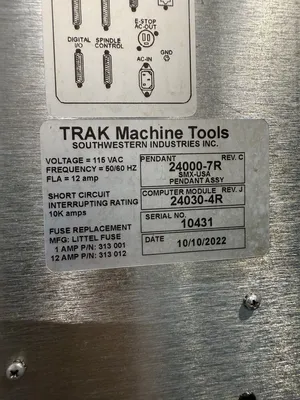 E-STOP
AC-OUT
DIGITAL
I/O
SPINDLE
CONTROL
AC-IN
GND
TRAK Machine Tools
SOUTHWESTERN INDUSTRIES INC.
VOLTAGE = 115 VAC
FREQUENCY = 50/60 HZ
FLA = 12 amp
SHORT CIRCUIT
INTERRUPTING RATING
10K amps
FUSE REPLACEMENT
MFG: LITTEL FUSE
1 AMP P/N: 313 001
12 AMP P/N: 313 012
PENDANT REV. C
24000-7R
SMX-USA
PENDANT ASSY
COMPUTER MODULE REV. J
24030-4R
SERIAL NO.
10431
DATE 10/10/2022